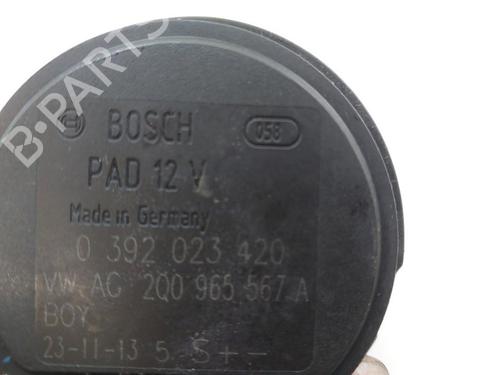 B-PARTS
BOSCH 058
PAD 12 V
Made in Germany
0 392 023 420
VW AG 2Q0 965 567 A
BOY
23-11-13 5 S + -